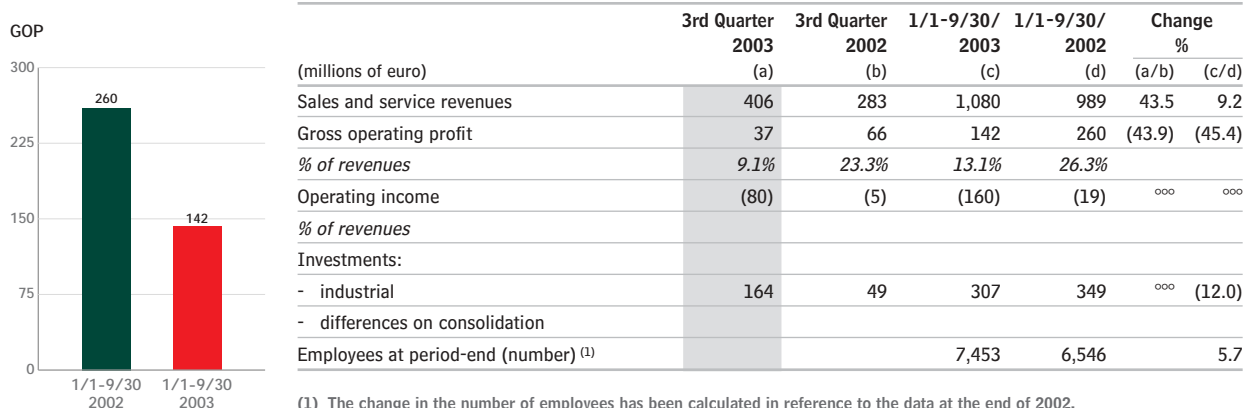 GOP
300
225
150
75
0
260
142
1/1-9/30 1/1-9/30
2002 2003
3rd Quarter 3rd Quarter 1/1-9/30/ 1/1-9/30/ Change
2003 2002 2003 2002 %
(millions of euro) (a) (b) (c) (d) (a/b) (c/d)
Sales and service revenues 406 283 1,080 989 43.5 9.2
Gross operating profit 37 66 142 260 (43.9) (45.4)
% of revenues 9.1% 23.3% 13.1% 26.3%
Operating income (80) (5) (160) (19) °°° °°°
% of revenues
Investments:
- industrial 164 49 307 349 °°° (12.0)
- differences on consolidation
Employees at period-end (number) (1) 7,453 6,546 5.7
(1) The change in the number of employees has been calculated in reference to the data at the end of 2002.